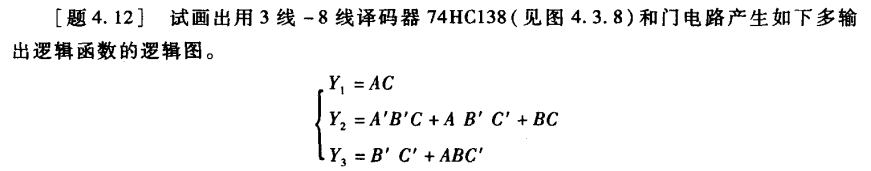 ［题4.12］ 试画出用3线－8线译码器74HC138（见图4.3.8）和门电路产生如下多输
出逻辑函数的逻辑图。
Y₁ = AC
Y₂ = A′B′C + A B′ C′ + BC
Y₃ = B′ C′ + ABC′